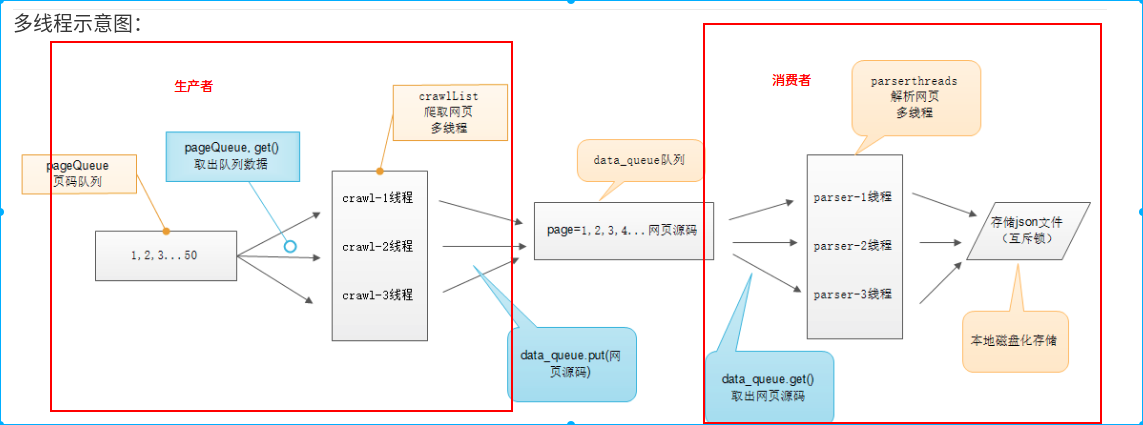 多线程示意图：
生产者
消费者
crawlList
爬取网页
多线程
parserthreads
解析网页
多线程
pageQueue
页码队列
pageQueue, get()
取出队列数据
data_queue队列
1,2,3...50
crawl-1线程
crawl-2线程
crawl-3线程
page=1,2,3,4...网页源码
parser-1线程
parser-2线程
parser-3线程
存储json文件
（互斥锁）
data_queue.put(网
页源码)
data_queue.get()
取出网页源码
本地磁盘化存储